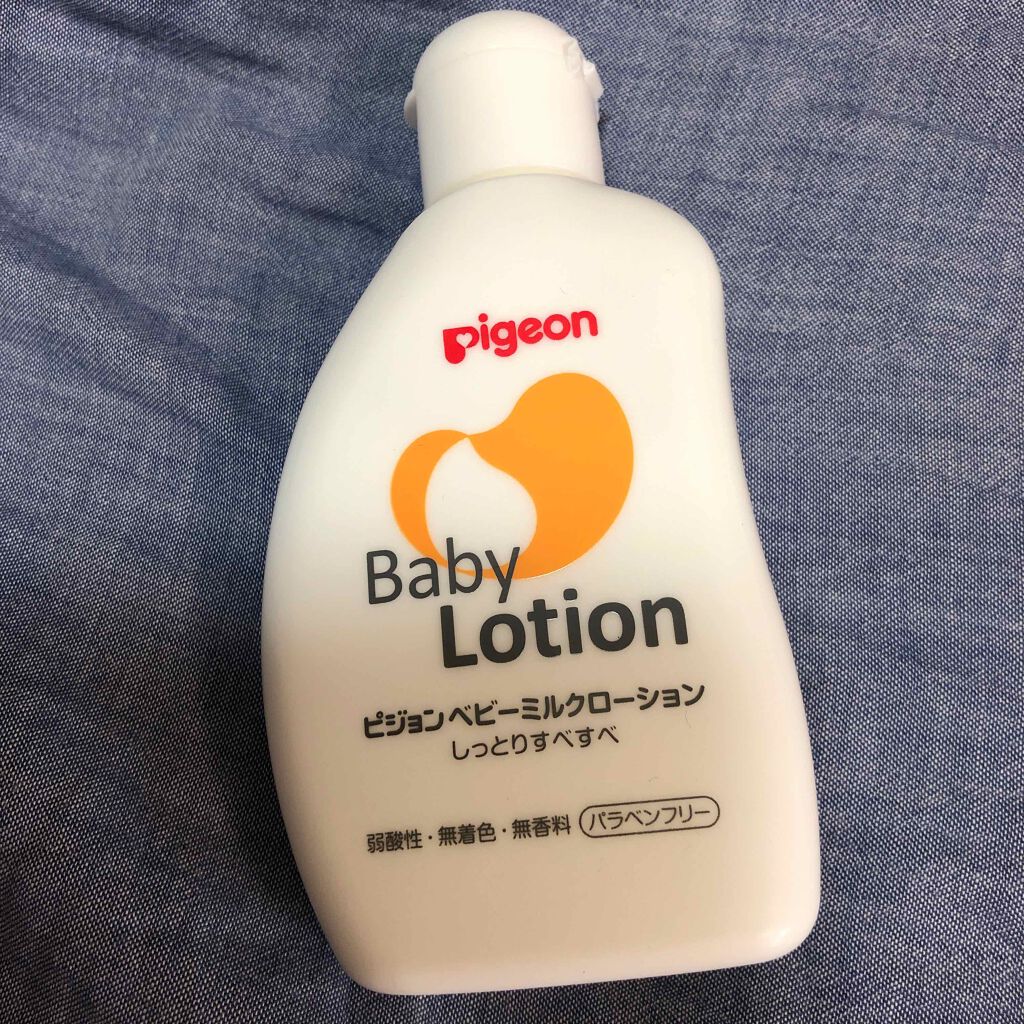 pigeon
Baby
Lotion
ピジョン ベビーミルクローション
しっとりすべすべ
弱酸性・無着色・無香料 パラベンフリー